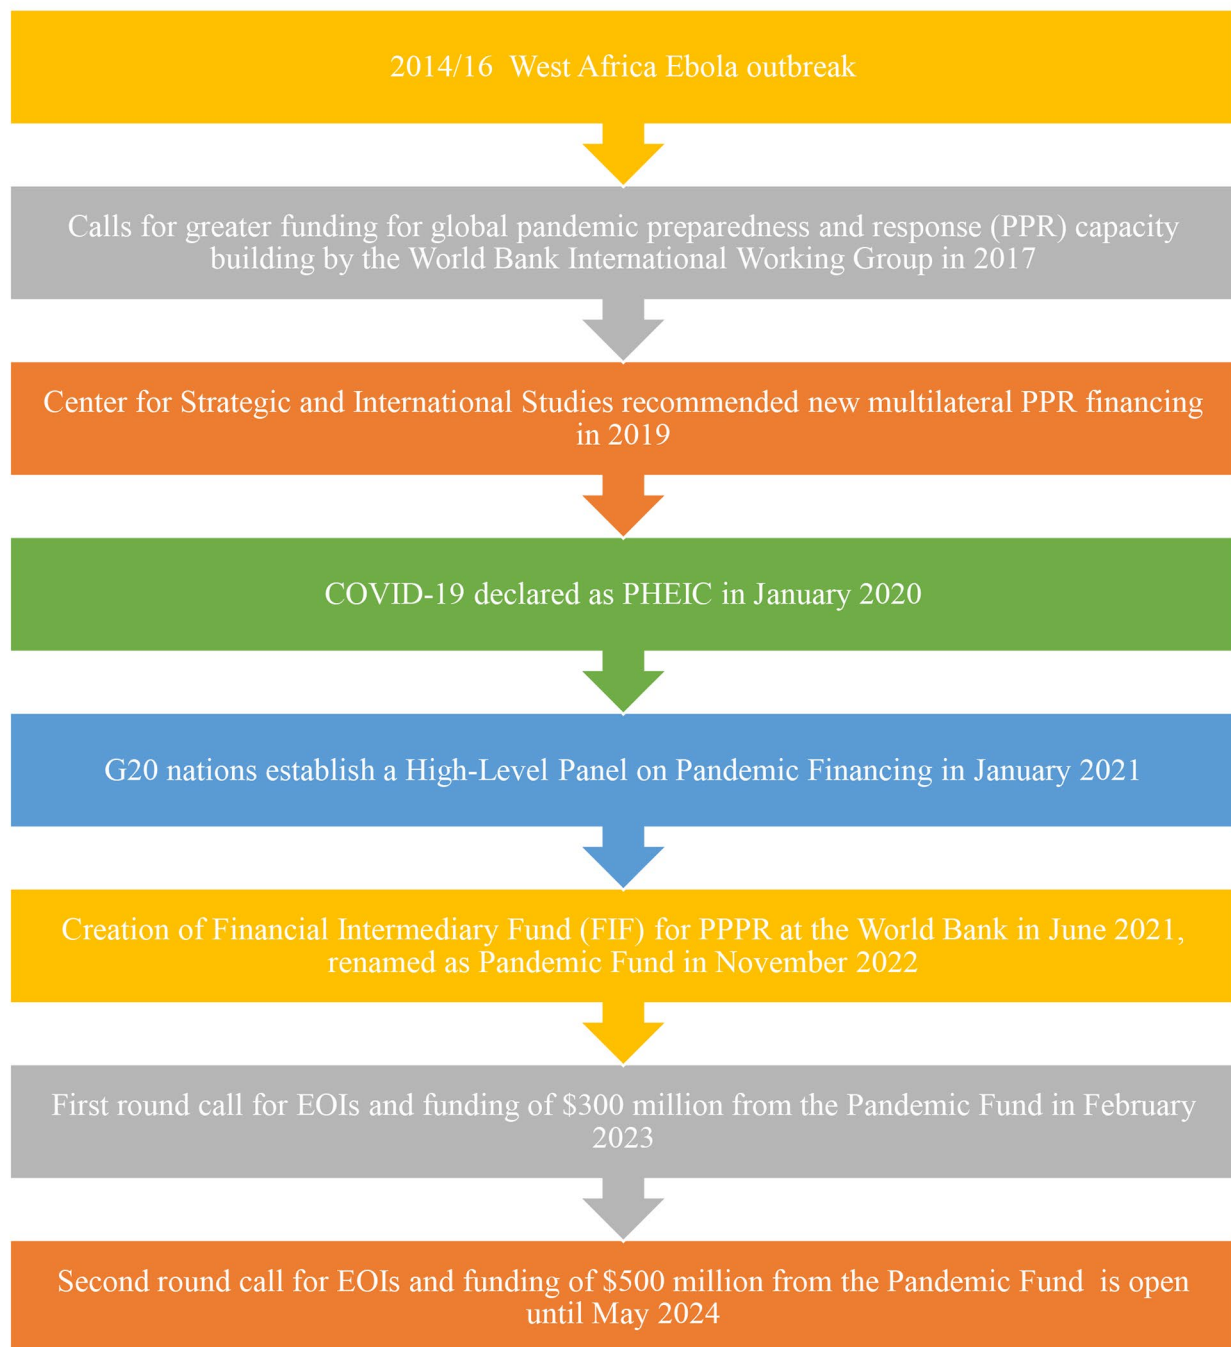 2014/16  West Africa Ebola outbreak
Calls for greater funding for global pandemic preparedness and response (PPR) capacity
building by the World Bank International Working Group in 2017
Center for Strategic and International Studies recommended new multilateral PPR financing
in 2019
COVID-19 declared as PHEIC in January 2020
G20 nations establish a High-Level Panel on Pandemic Financing in January 2021
Creation of Financial Intermediary Fund (FIF) for PPPR at the World Bank in June 2021,
renamed as Pandemic Fund in November 2022
First round call for EOIs and funding of $300 million from the Pandemic Fund in February
2023
Second round call for EOIs and funding of $500 million from the Pandemic Fund  is open
until May 2024